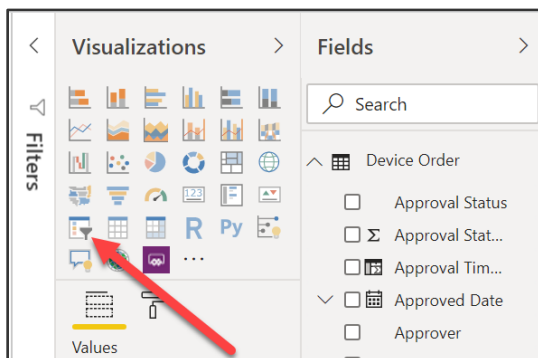 Visualizations
Fields
Filters
Search
Device Order
Approval Status
Σ Approval Stat...
Approval Tim...
Approved Date
Approver
123
R Py
...
Values